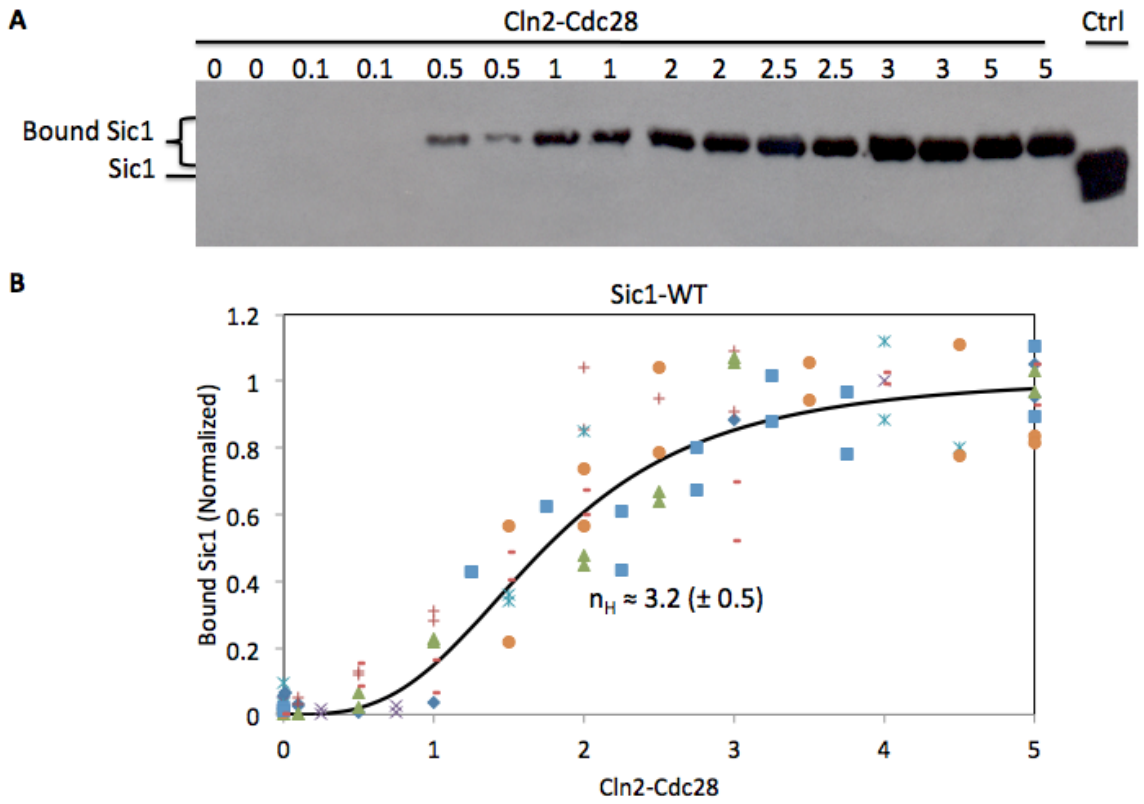 A
Cln2-Cdc28 Ctrl
0 0 0.1 0.1 0.5 0.5 1 1 2 2 2.5 2.5 3 3 5 5
Bound Sic1
Sic1
B
Sic1-WT
Bound Sic1 (Normalized)
1.2
1
0.8
0.6
0.4
0.2
0
nH ≈ 3.2 (± 0.5)
0 1 2 3 4 5
Cln2-Cdc28